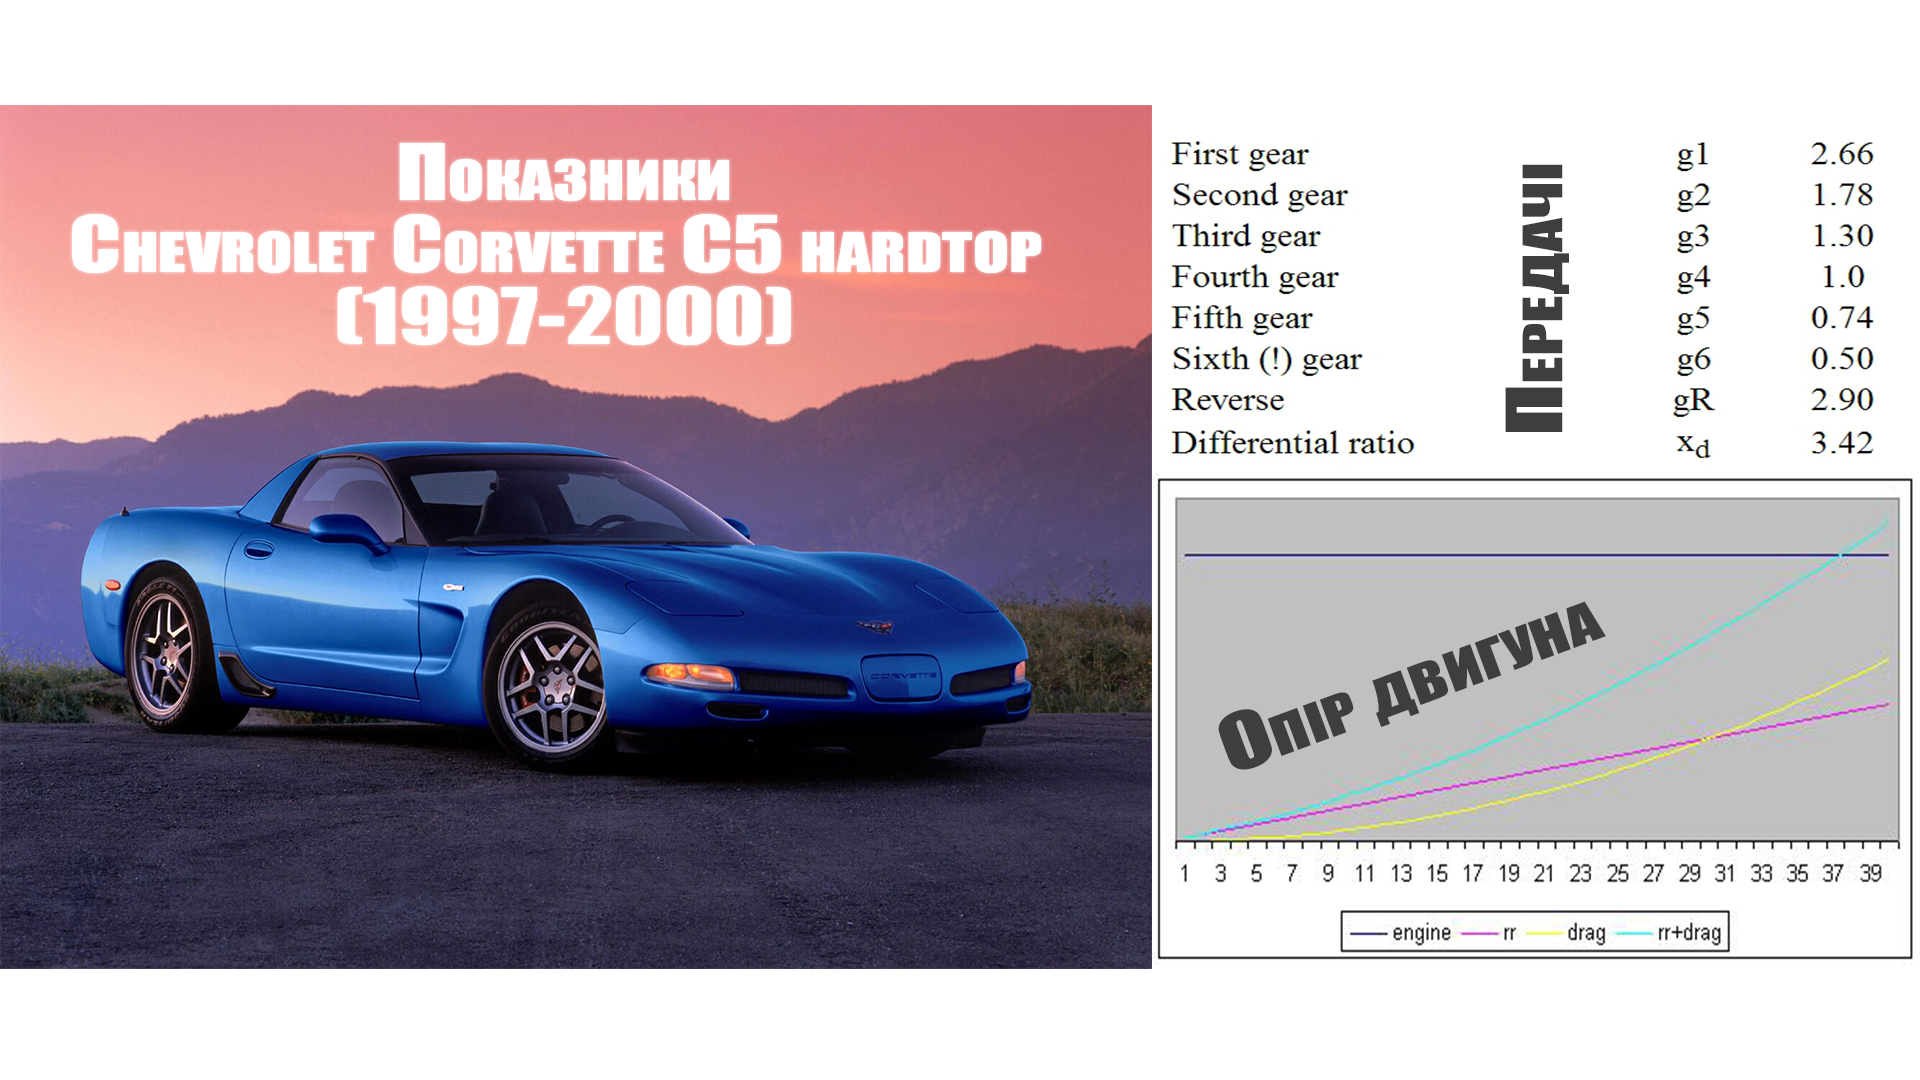 Показники
Chevrolet Corvette C5 hardtop
(1997-2000)
CORVETTE
First gear g1 2.66
Second gear g2 1.78
Third gear g3 1.30
Fourth gear g4 1.0
Fifth gear g5 0.74
Sixth (!) gear g6 0.50
Reverse gR 2.90
Differential ratio xd 3.42
Передачі
Опір двигуна
1 3 5 7 9 11 13 15 17 19 21 23 25 27 29 31 33 35 37 39
engine rr drag rr+drag